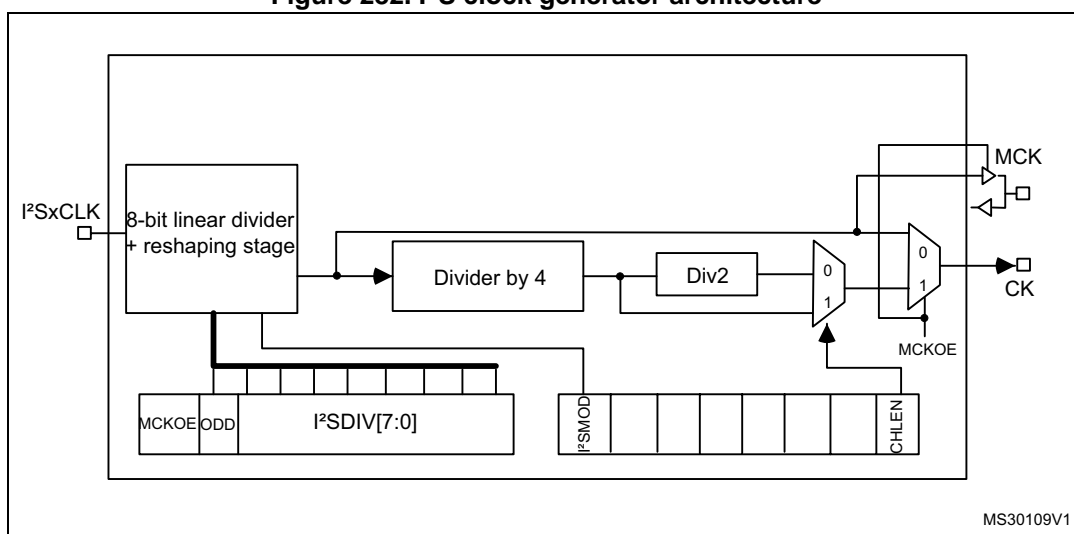 MCK
I²SxCLK
8-bit linear divider
+ reshaping stage
0
Divider by 4
Div2
0
1
1
CK
MCKOE
MCKOE
ODD
I²SDIV[7:0]
I²SMOD
CHLEN
MS30109V1